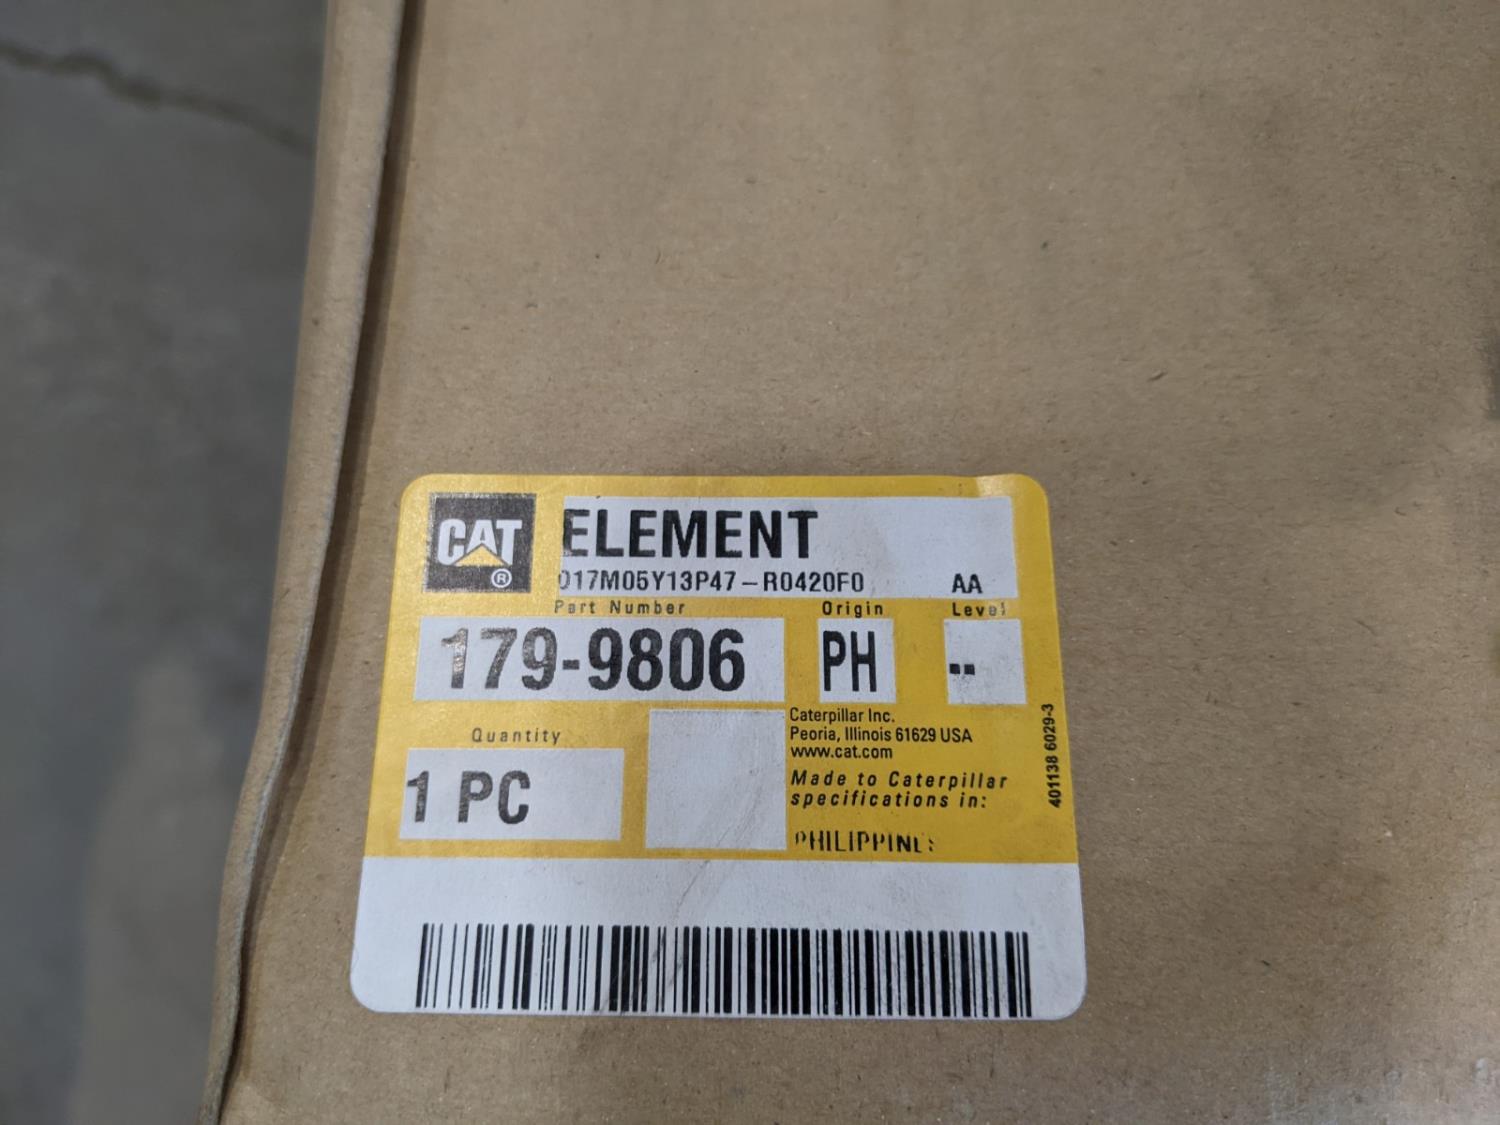 CAT®
ELEMENT
017M05Y13P47-R0420F0 AA
Part Number Origin Level
179-9806 PH --
Quantity
1 PC
Caterpillar Inc.
Peoria, Illinois 61629 USA
www.cat.com
Made to Caterpillar
specifications in:
PHILIPPINES
401138 6029-3